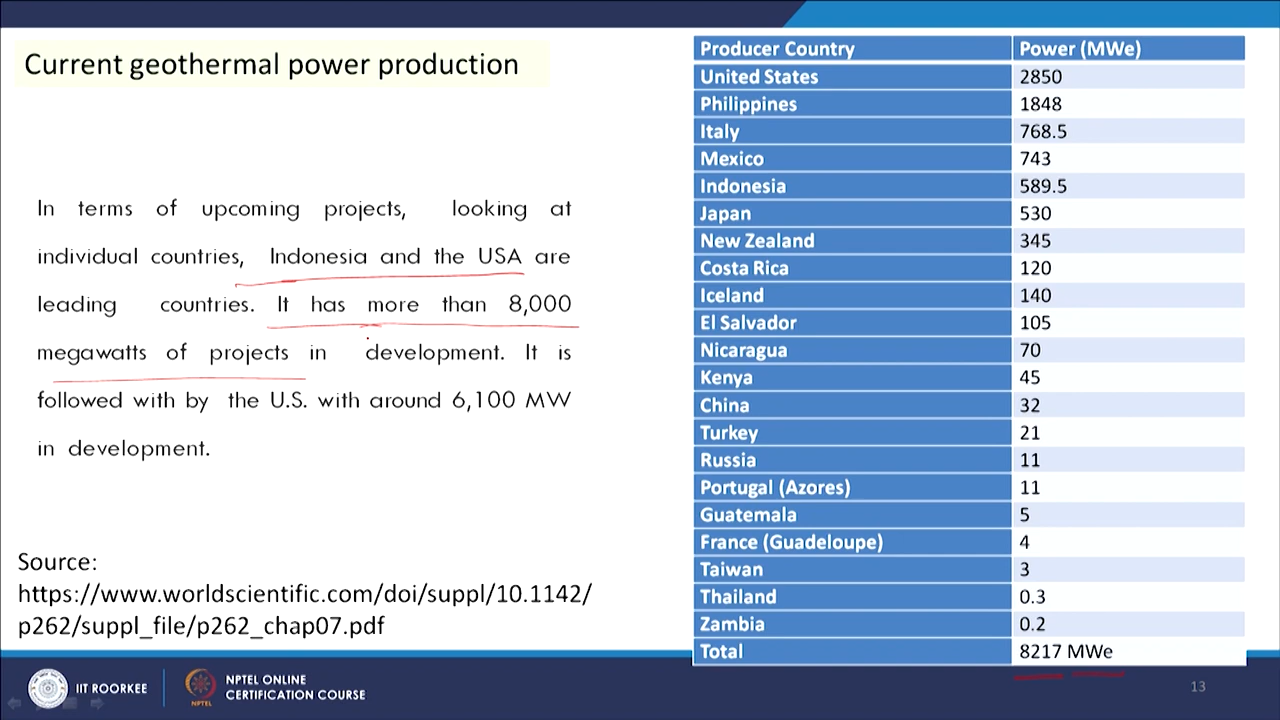 Current geothermal power production
In terms of upcoming projects, looking at
individual countries, Indonesia and the USA are
leading countries. It has more than 8,000
megawatts of projects in development. It is
followed with by the U.S. with around 6,100 MW
in development.
Source:
https://www.worldscientific.com/doi/suppl/10.1142/
p262/suppl_file/p262_chap07.pdf
Producer Country Power (MWe)
United States 2850
Philippines 1848
Italy 768.5
Mexico 743
Indonesia 589.5
Japan 530
New Zealand 345
Costa Rica 120
Iceland 140
El Salvador 105
Nicaragua 70
Kenya 45
China 32
Turkey 21
Russia 11
Portugal (Azores) 11
Guatemala 5
France (Guadeloupe) 4
Taiwan 3
Thailand 0.3
Zambia 0.2
Total 8217 MWe
IIT ROORKEE
NPTEL
NPTEL ONLINE
CERTIFICATION COURSE
13